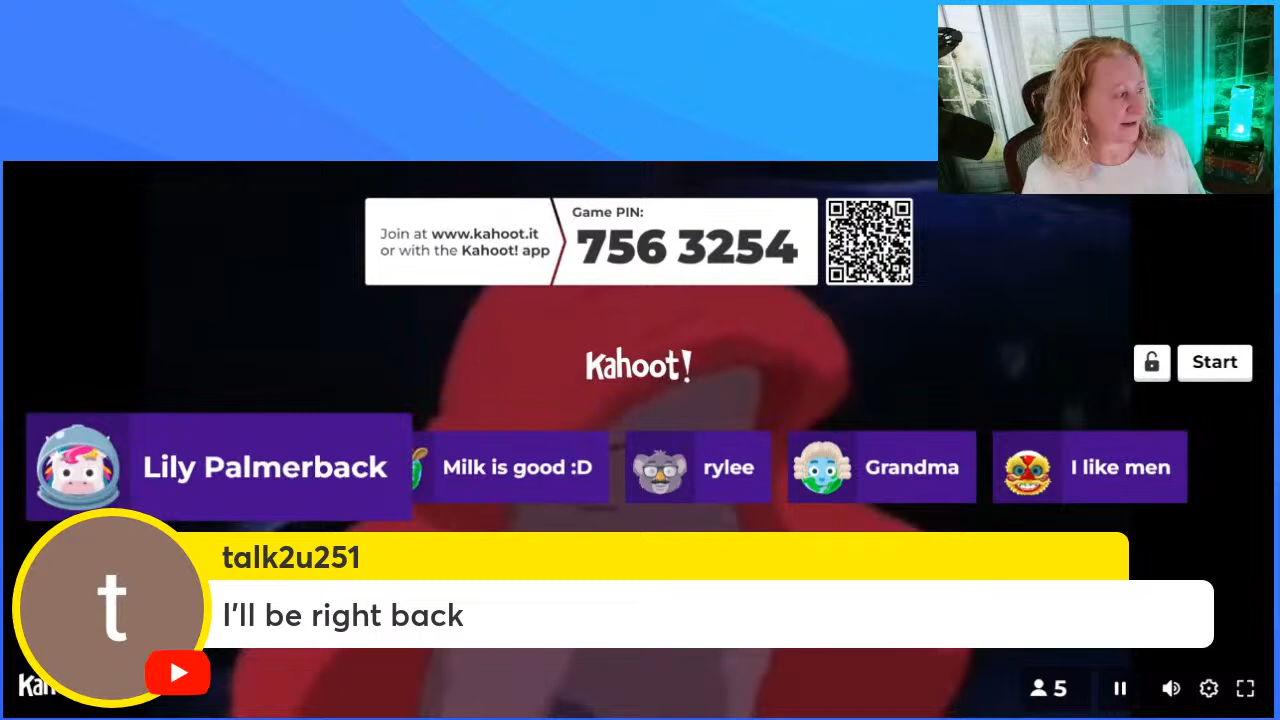 Game PIN:
Join at www.kahoot.it
or with the Kahoot! app
756 3254
Kahoot!
Start
Lily Palmerback
Milk is good :D
rylee
Grandma
I like men
talk2u251
t
I'll be right back
Kah
5